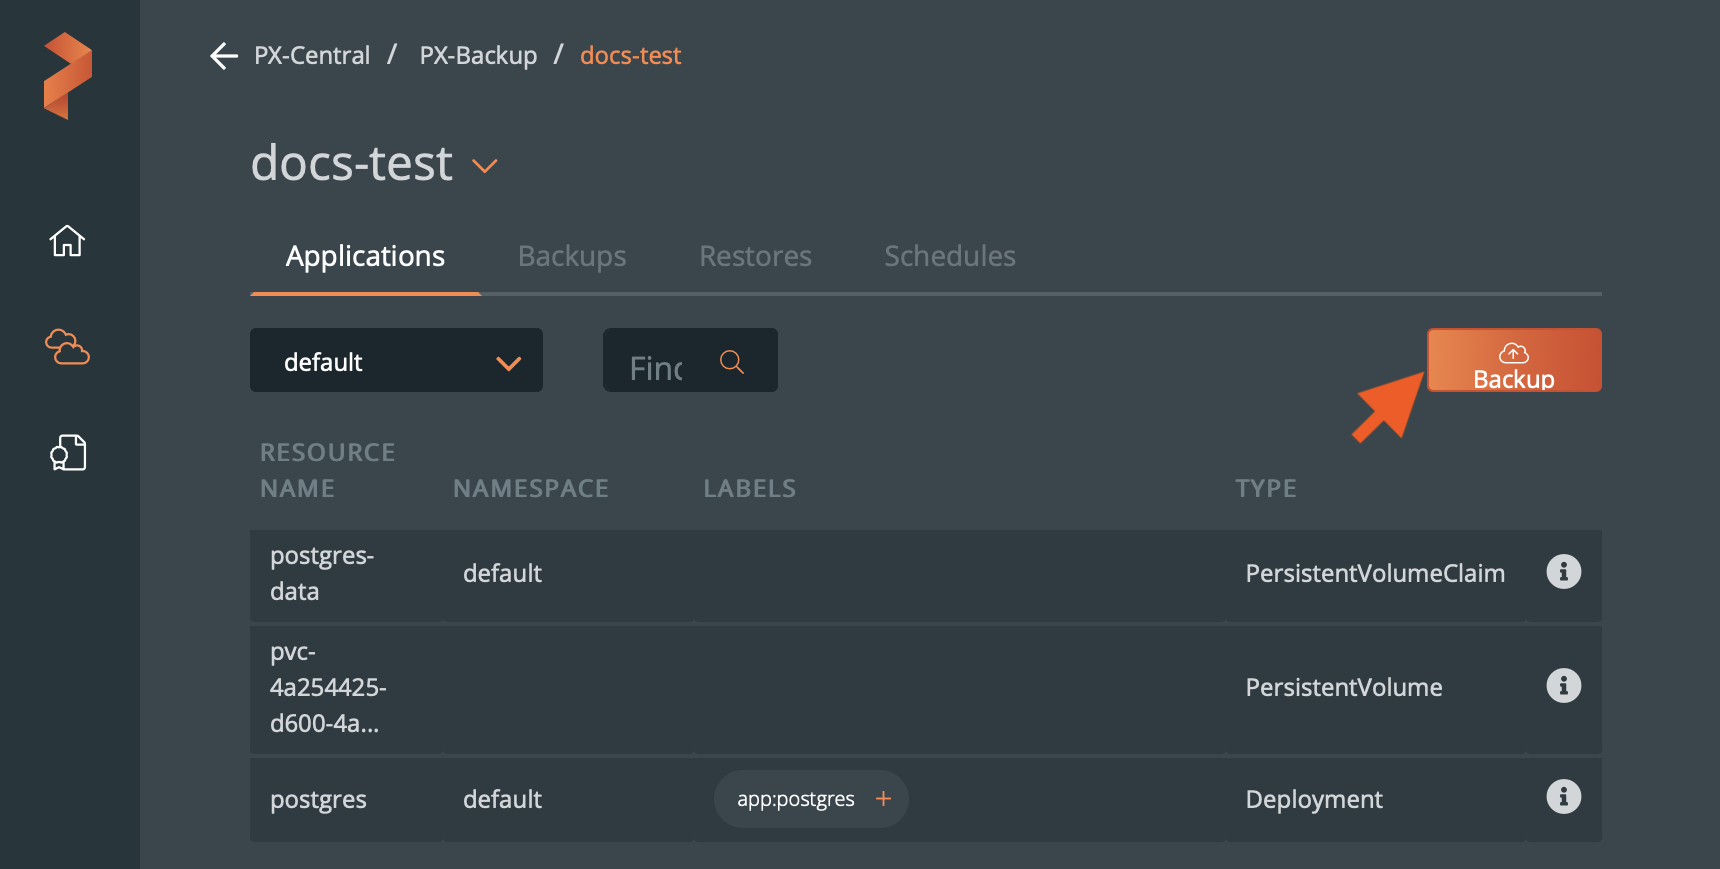 PX-Central / PX-Backup / docs-test
docs-test
Applications Backups Restores Schedules
default
Backup
RESOURCE
NAME NAMESPACE LABELS TYPE
postgres-
data
default
PersistentVolumeClaim
pvc-
4a254425-
d600-4a...
PersistentVolume
postgres default app:postgres + Deployment